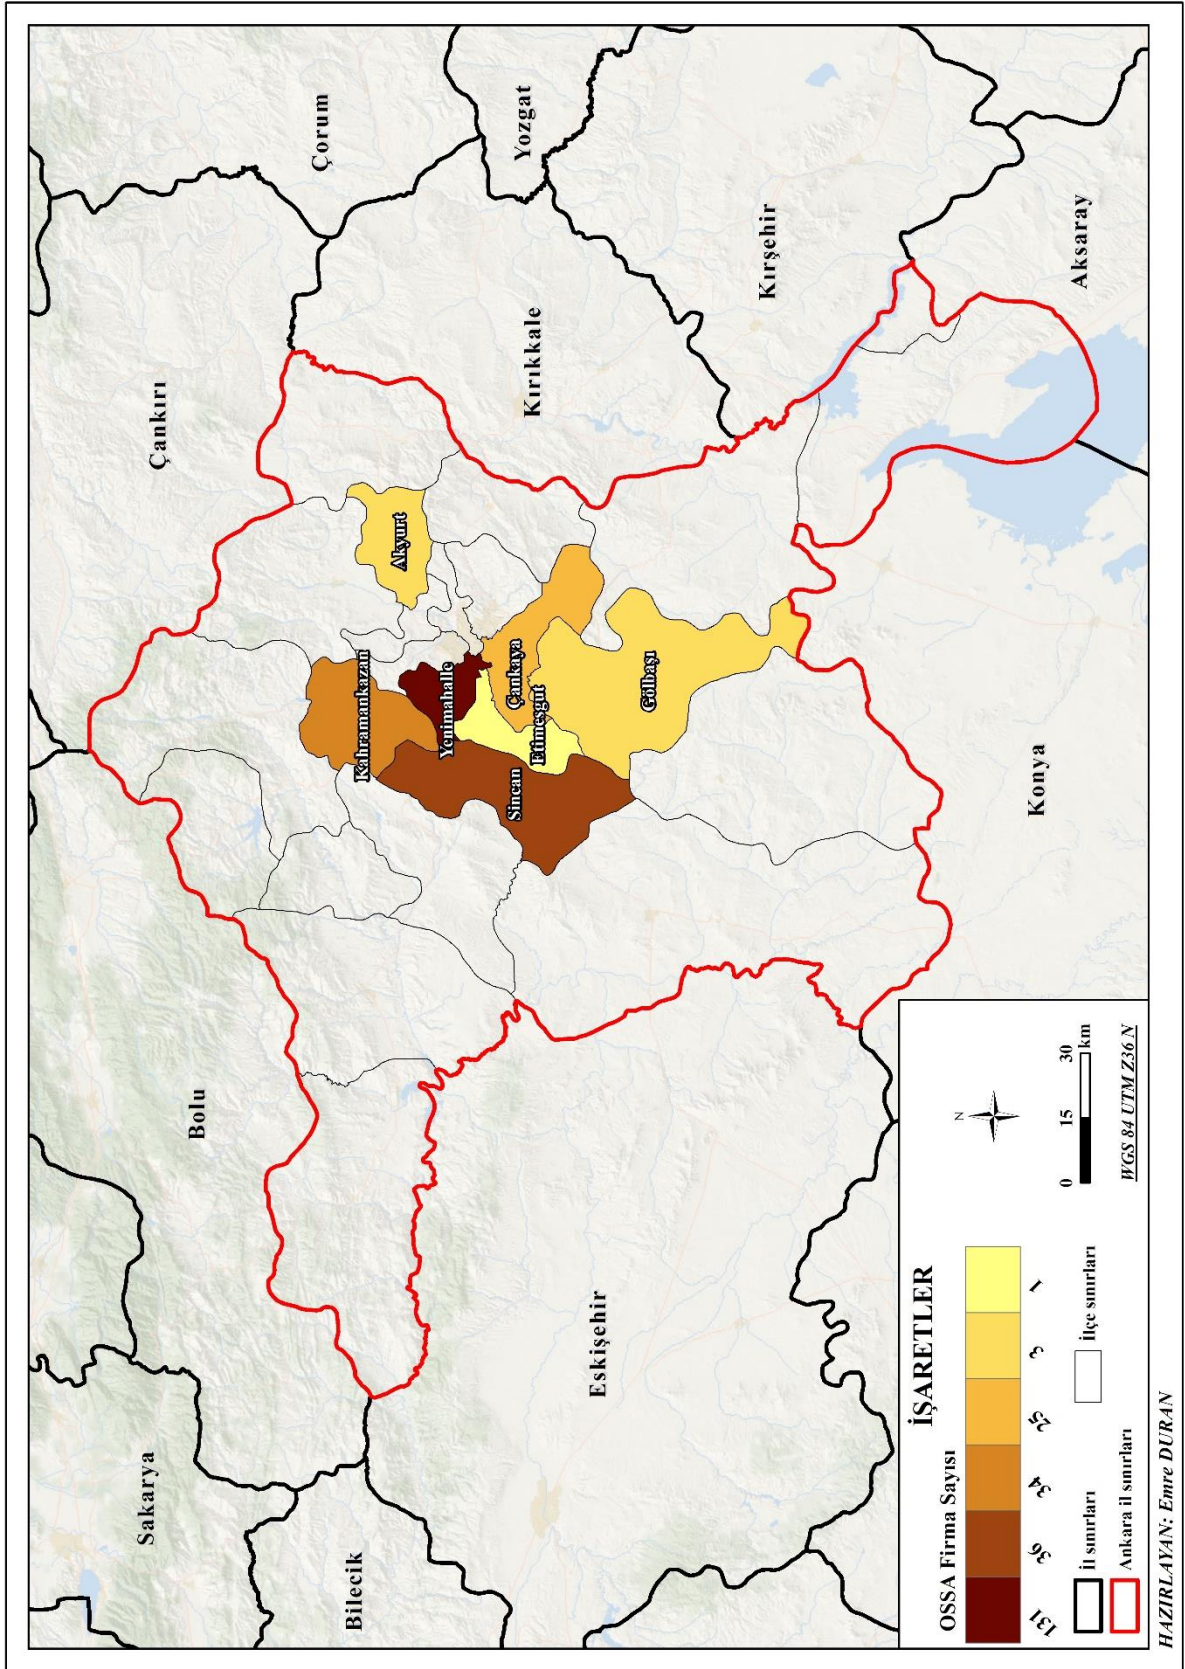 Sakarya
Bolu
Çankırı
Çorum
Bilecik
Kahramankazan
Akyurt
Yenimahalle
Sincan
Etimesgut
Çankaya
Kırıkkale
Yozgat
Eskişehir
Gölbaşı
Kırşehir
Konya
Aksaray
İŞARETLER
OSSA Firma Sayısı
131 36 34 25 3 1
İl sınırları
İlçe sınırları
Ankara il sınırları
N
0 15 30
km
WGS 84 UTM Z36 N
HAZIRLAYAN: Emre DURAN